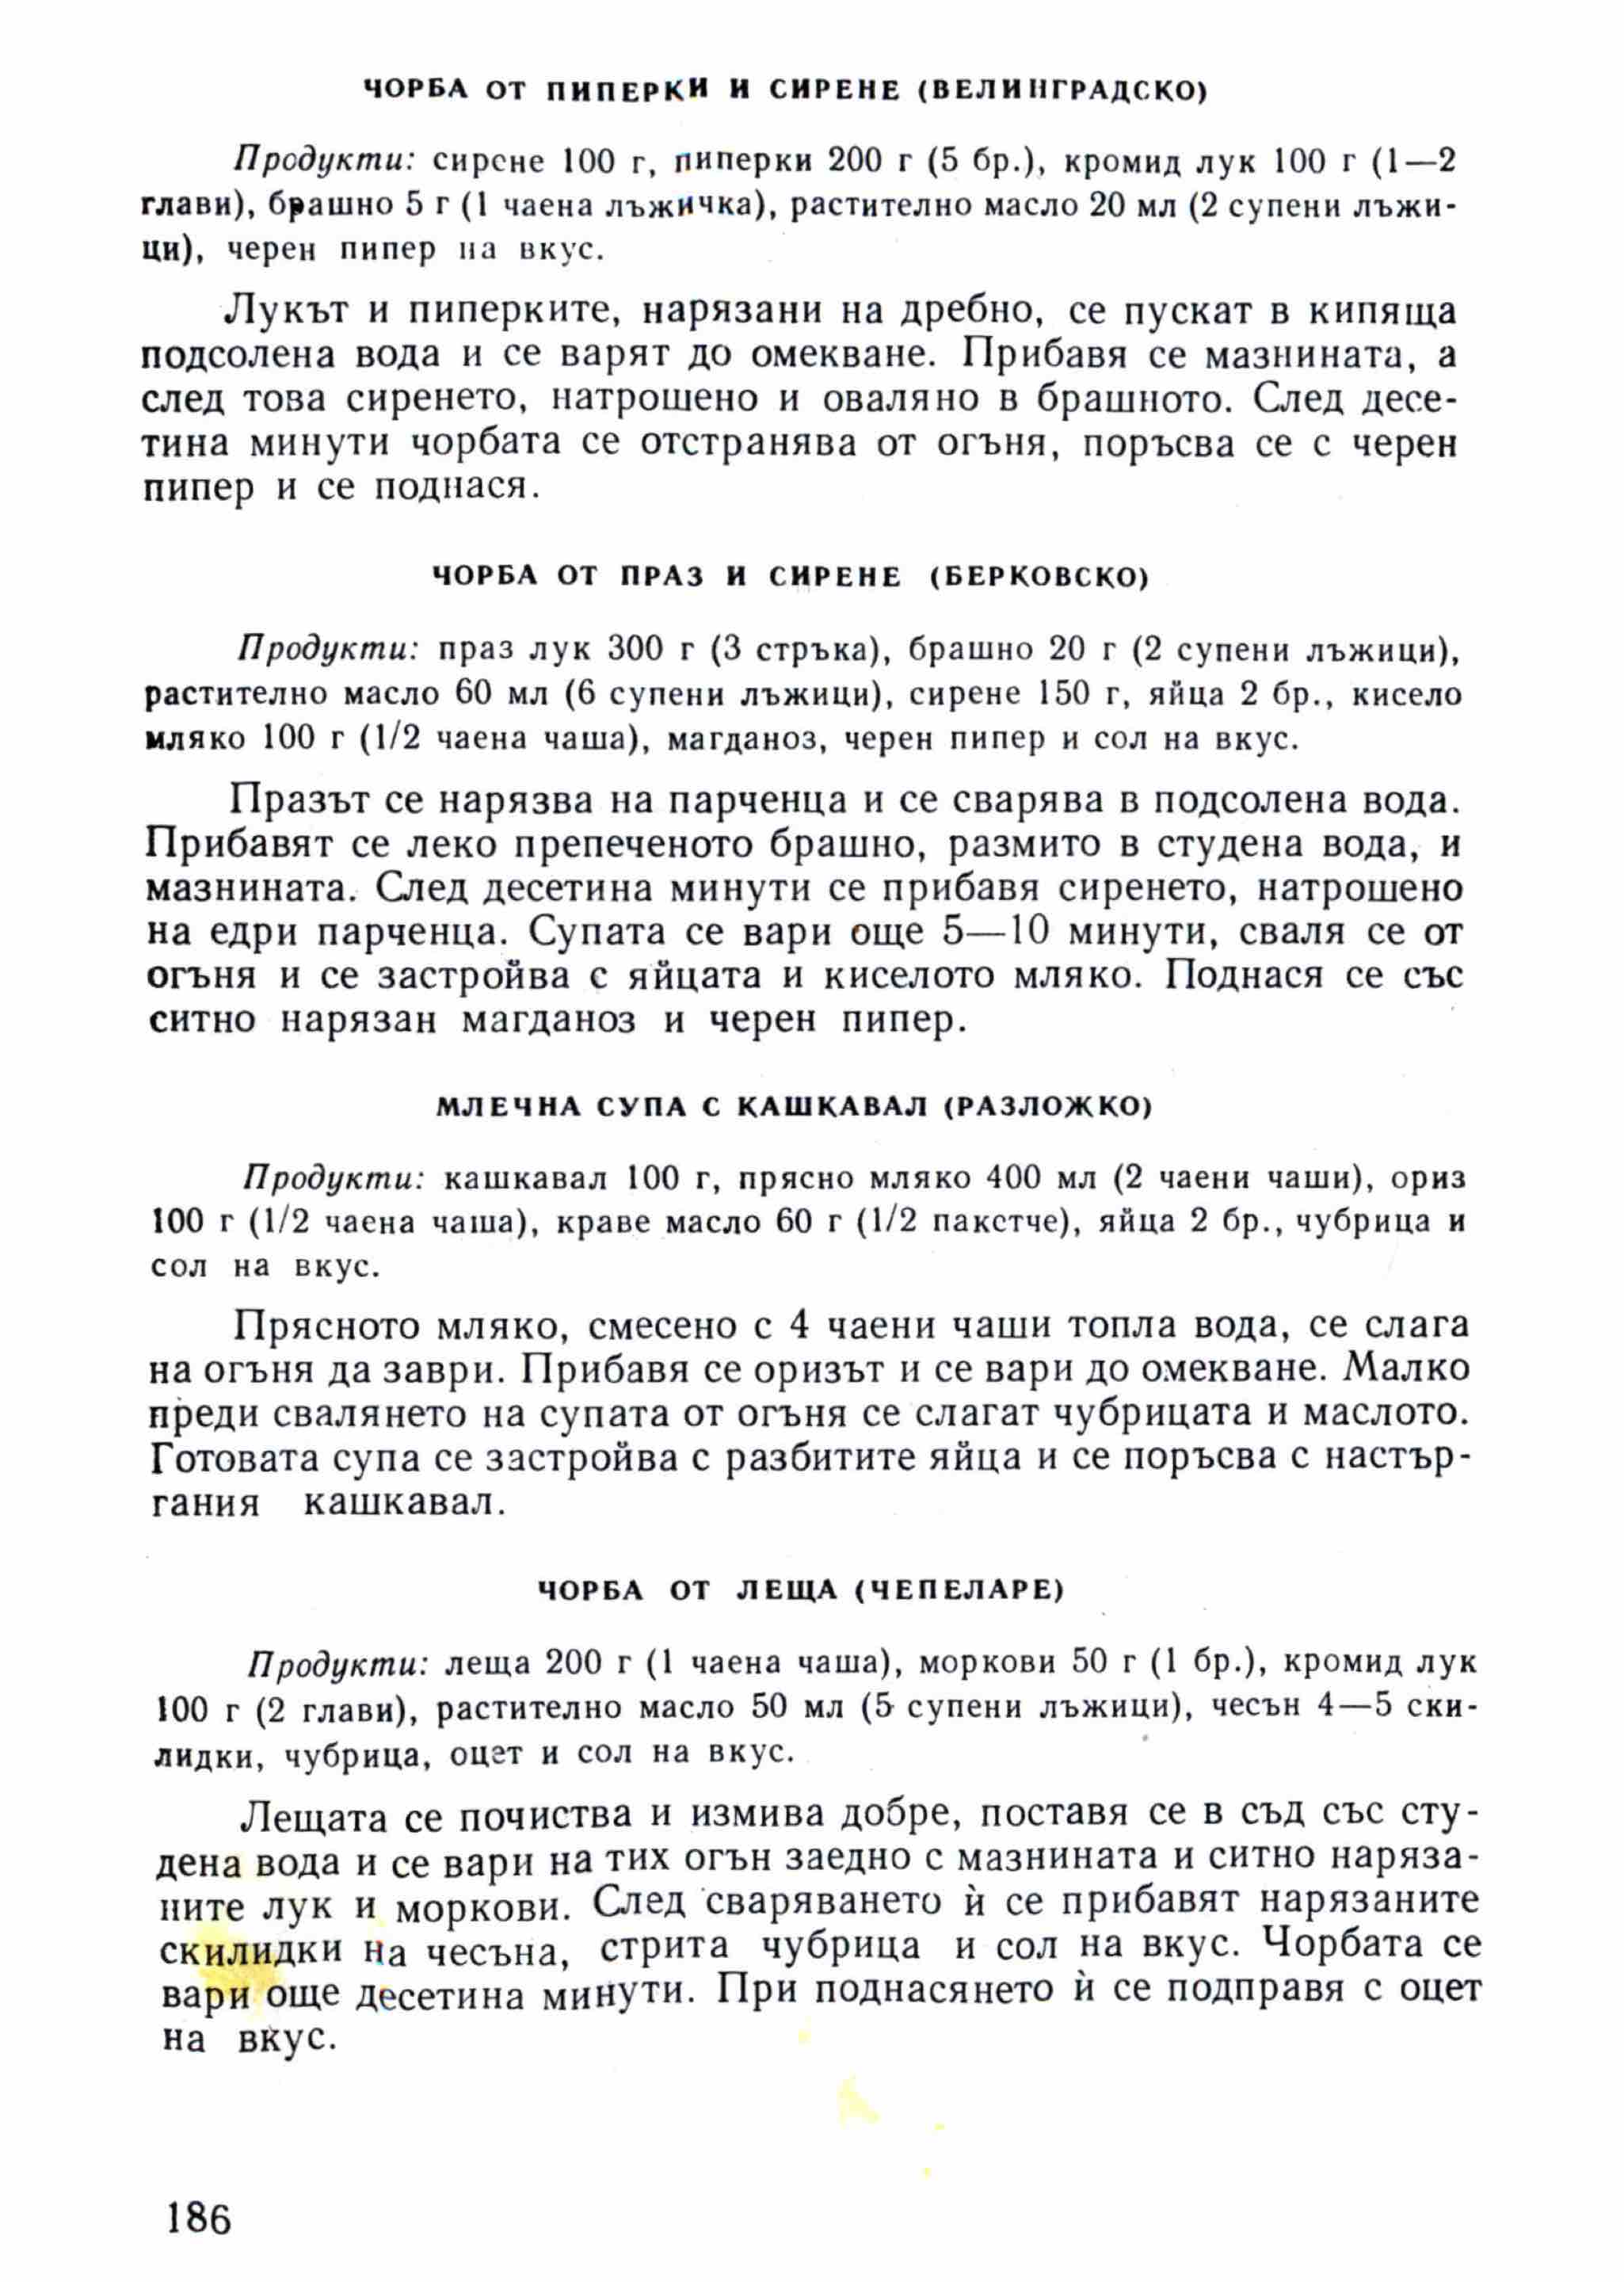 ЧОРБА ОТ ПИПЕРКИ И СИРЕНЕ (ВЕЛИНГРАДСКО)
Продукти: сирене 100 г, пиперки 200 г (5 бр.), кромид лук 100 г (1—2
глави), брашно 5 г (1 чаена лъжичка), растително масло 20 мл (2 супени лъжи-
ци), черен пипер на вкус.
Лукът и пиперките, нарязани на дребно, се пускат в кипяща
подсолена вода и се варят до омекване. Прибавя се мазнината, а
след това сиренето, натрошено и оваляно в брашното. След десе-
тина минути чорбата се отстранява от огъня, поръсва се с черен
пипер и се поднася.
ЧОРБА ОТ ПРАЗ И СИРЕНЕ (БЕРКОВСКО)
Продукти: праз лук 300 г (3 стръка), брашно 20 г (2 супени лъжици),
растително масло 60 мл (6 супени лъжици), сирене 150 г, яйца 2 бр., кисело
мляко 100 г (1/2 чаена чаша), магданоз, черен пипер и сол на вкус.
Празът се нарязва на парченца и се сварява в подсолена вода.
Прибавят се леко препеченото брашно, размито в студена вода, и
мазнината. След десетина минути се прибавя сиренето, натрошено
на едри парченца. Супата се вари още 5—10 минути, сваля се от
огъня и се застройва с яйцата и киселото мляко. Поднася се със
ситно нарязан магданоз и черен пипер.
МЛЕЧНА СУПА С КАШКАВАЛ (РАЗЛОЖКО)
Продукти: кашкавал 100 г, прясно мляко 400 мл (2 чаени чаши), ориз
100 г (1/2 чаена чаша), краве масло 60 г (1/2 пакетче), яйца 2 бр., чубрица и
сол на вкус.
Прясното мляко, смесено с 4 чаени чаши топла вода, се слага
на огъня да заври. Прибавя се оризът и се вари до омекване. Малко
преди свалянето на супата от огъня се слагат чубрицата и маслото.
Готовата супа се застройва с разбитите яйца и се поръсва с настър-
гания кашкавал.
ЧОРБА ОТ ЛЕЩА (ЧЕПЕЛАРЕ)
Продукти: леща 200 г (1 чаена чаша), моркови 50 г (1 бр.), кромид лук
100 г (2 глави), растително масло 50 мл (5 супени лъжици), чесън 4—5 ски-
лидки, чубрица, оцет и сол на вкус.
Лещата се почиства и измива добре, поставя се в съд със сту-
дена вода и се вари на тих огън заедно с мазнината и ситно наряза-
ните лук и моркови. След сваряването ѝ се прибавят нарязаните
скилидки на чесъна, стрита чубрица и сол на вкус. Чорбата се
вари още десетина минути. При поднасянето ѝ се подправя с оцет
на вкус.
186